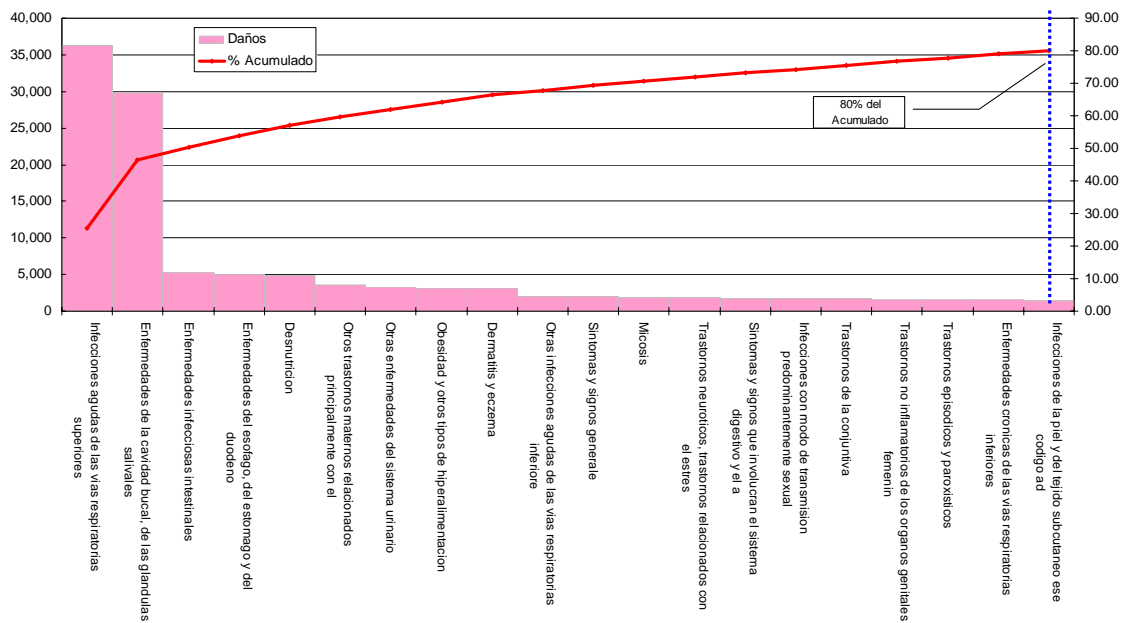 40,000
35,000
30,000
25,000
20,000
15,000
10,000
5,000
0
Daños
% Acumulado
80% del
Acumulado
90.00
80.00
70.00
60.00
50.00
40.00
30.00
20.00
10.00
0.00
Infecciones agudas de las vias respiratorias
superiores
Enfermedades de la cavidad bucal, de las glandulas
salivales
Enfermedades infecciosas intestinales
Enfermedades del esofago, del estomago y del
duodeno
Desnutricion
Otros trastornos maternos relacionados
principalmente con el
Otras enfermedades del sistema urinario
Obesidad y otros tipos de hiperalimentacion
Dermatitis y eczema
Otras infecciones agudas de las vias respiratorias
inferiore
Sintomas y signos generale
Micosis
Trastornos neuroticos, trastornos relacionados con
el estres
Sintomas y signos que involucran el sistema
digestivo y el a
Infecciones con modo de transmision
predominantemente sexual
Trastornos de la conjuntiva
Trastornos no inflamatorios de los organos genitales
femenin
Trastornos episodicos y paroxisticos
Enfermedades cronicas de las vias respiratorias
inferiores
Infecciones de la piel y del tejido subcutaneo ese
codigo ad